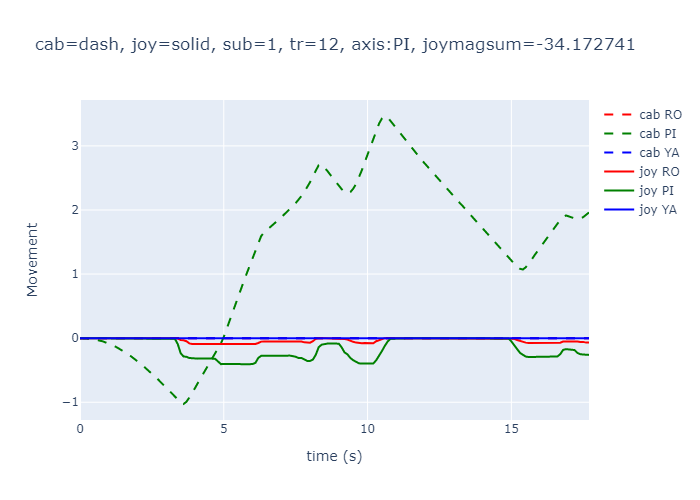 cab=dash, joy=solid, sub=1, tr=12, axis:PI, joymagsum=-34.172741
cab RO
cab PI
cab YA
joy RO
joy PI
joy YA
Movement
3
2
1
0
−1
0
5
10
15
time (s)